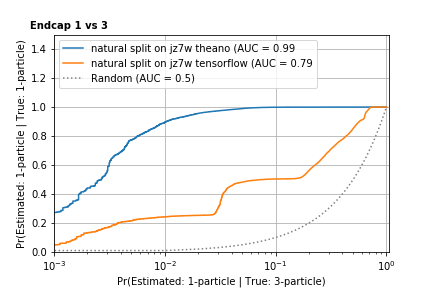 Endcap 1 vs 3
natural split on jz7w theano (AUC = 0.99
natural split on jz7w tensorflow (AUC = 0.79
Random (AUC = 0.5)
Pr(Estimated: 1-particle | True: 1-particle)
1.4
1.2
1.0
0.8
0.6
0.4
0.2
0.0
10⁻³
10⁻²
10⁻¹
10⁰
Pr(Estimated: 1-particle | True: 3-particle)